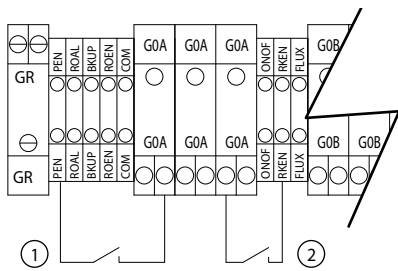 GR
PEN
ROAL
BKUP
ROEN
COM
G0A
G0A
G0A
ONOF
RKEN
FLUX
G0B
GR
PEN
ROAL
BKUP
ROEN
COM
G0A
G0A
G0A
ONOF
RKEN
FLUX
G0B
G0B
1
2